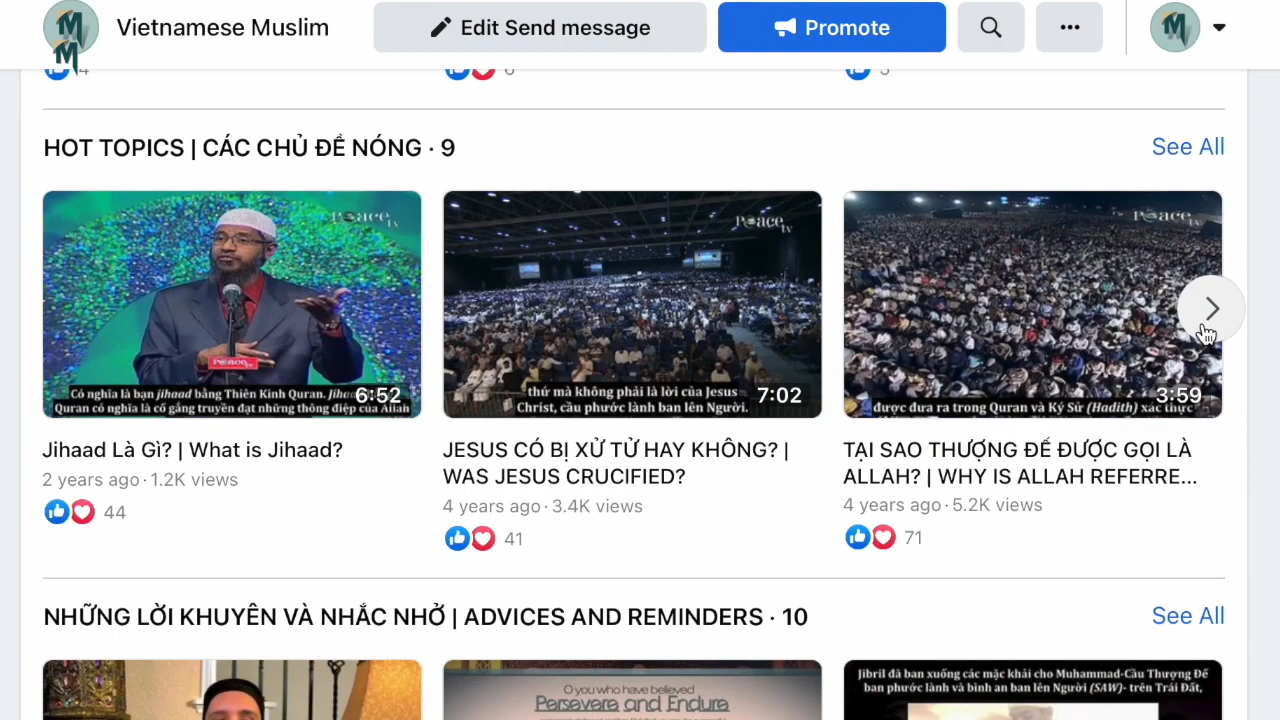 Vietnamese Muslim
Edit Send message
Promote
HOT TOPICS | CÁC CHỦ ĐỀ NÓNG · 9
See All
Peace tv
Có nghĩa là bạn jihaad bằng Thiên Kinh Quran.
Quran có nghĩa là cố gắng truyền đạt những thông điệp của Allah
6:52
Peace tv
thứ mà không phải là lời của Jesus
Christ, cầu phước lành ban lên Người.
7:02
Peace tv
3:59
được đưa ra trong Quran và Ký Sử (Hadith) xác thực
Jihaad Là Gì? | What is Jihaad?
2 years ago · 1.2K views
44
JESUS CÓ BỊ XỬ TỬ HAY KHÔNG? |
WAS JESUS CRUCIFIED?
4 years ago · 3.4K views
41
TẠI SAO THƯỢNG ĐẾ ĐƯỢC GỌI LÀ
ALLAH? | WHY IS ALLAH REFERRE...
4 years ago · 5.2K views
71
NHỮNG LỜI KHUYÊN VÀ NHẮC NHỞ | ADVICES AND REMINDERS · 10
See All
O you who have believed
Persevere and Endure
Jibril đã ban xuống các mặc khải cho Muhammad-Cầu Thượng Đế
ban phước lành và bình an ban lên Người (SAW)- trên Trái Đất,